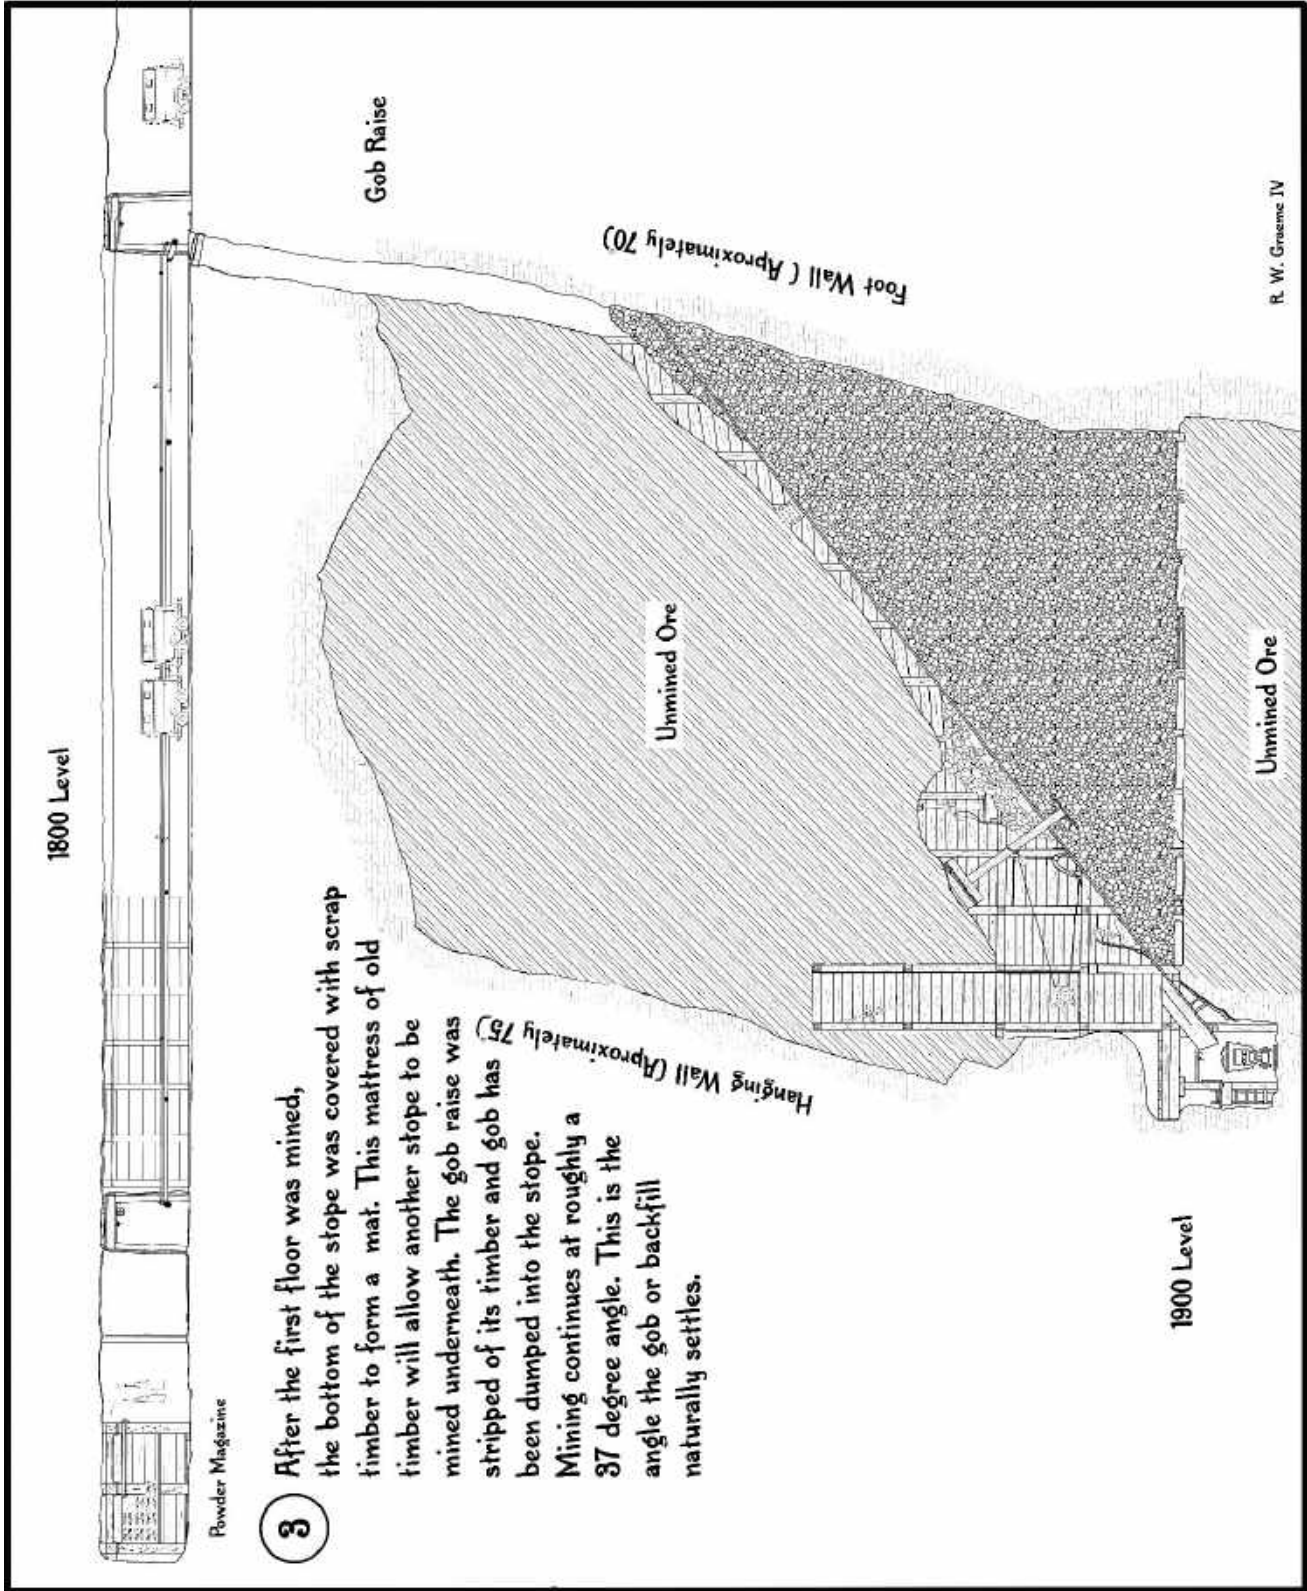 1800 Level
Powder Magazine
3
After the first floor was mined,
the bottom of the stope was covered with scrap
timber to form a mat. This mattress of old
timber will allow another stope to be
mined underneath. The gob raise was
stripped of its timber and gob has
been dumped into the stope.
Mining continues at roughly a
37 degree angle. This is the
angle the gob or backfill
naturally settles.
Gob Raise
Hanging Wall (Aproximately 75°)
Unmined Ore
Foot Wall ( Aproximately 70°)
1900 Level
Unmined Ore
R. W. Graeme IV